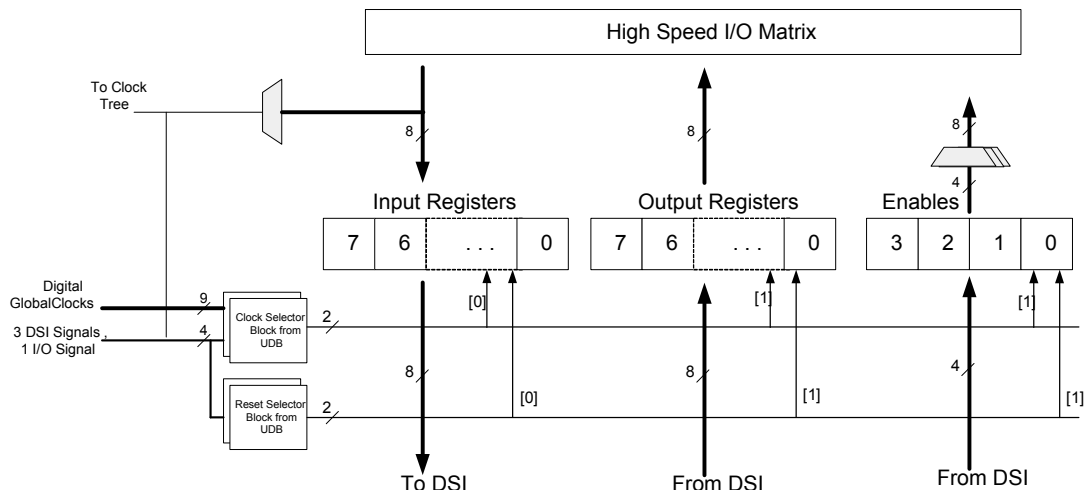 High Speed I/O Matrix
To Clock
Tree
8
8
8
4
Input Registers
Output Registers
Enables
7 6 . . . 0
7 6 . . . 0
3 2 1 0
Digital
GlobalClocks
9
[0]
[1]
[1]
3 DSI Signals ,
1 I/O Signal
4
Clock Selector
Block from
UDB
2
8
8
4
Reset Selector
Block from
UDB
2
[0]
[1]
[1]
To DSI
From DSI
From DSI